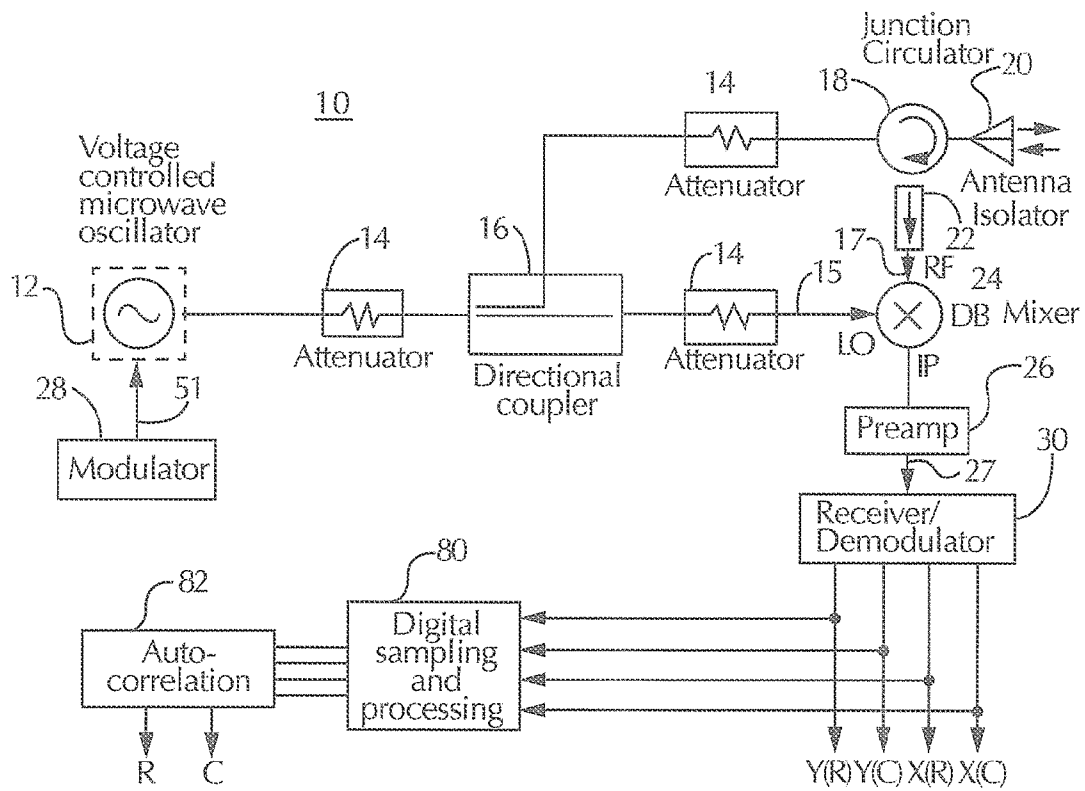 Junction
Circulator
20
18
14
10
Voltage
controlled
microwave
oscillator
Attenuator
Antenna
Isolator
22
17
RF
24
16
14
14
15
12
DB Mixer
LO
IP
Attenuator
Attenuator
Directional
coupler
26
28
51
Preamp
Modulator
27
30
Receiver/
Demodulator
80
82
Digital
sampling
and
processing
Auto-
correlation
R
C
Y(R)
Y(C)
X(R)
X(C)